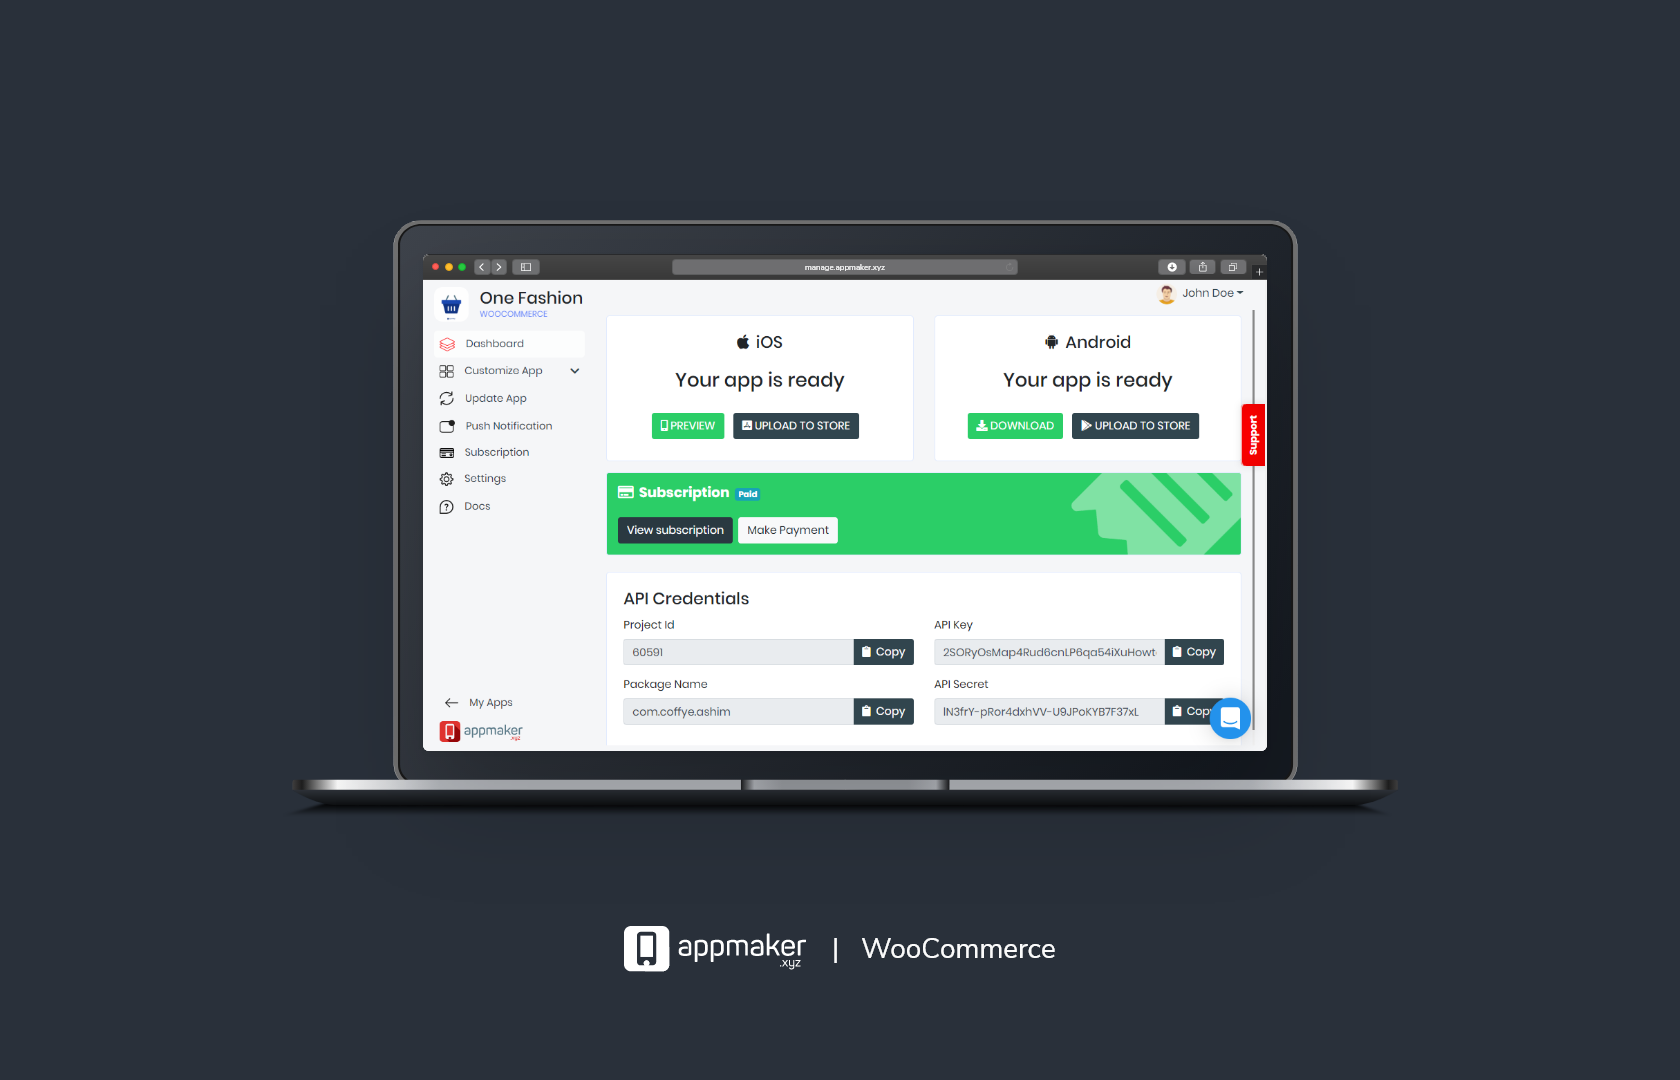 manage.appmaker.xyz
One Fashion
WOOCOMMERCE
John Doe
Dashboard
Customize App
Update App
Push Notification
Subscription
Settings
Docs
My Apps
appmaker
.xyz
iOS
Your app is ready
PREVIEW
UPLOAD TO STORE
Android
Your app is ready
DOWNLOAD
UPLOAD TO STORE
Support
Subscription Paid
View subscription
Make Payment
API Credentials
Project Id
60591
Copy
API Key
2SORyOsMap4Rud6cnLP6qa54iXuHowt
Copy
Package Name
com.coffye.ashim
Copy
API Secret
lN3frY-pRor4dxhVV-U9JPoKYB7F37xL
Copy
appmaker
.xyz
| WooCommerce